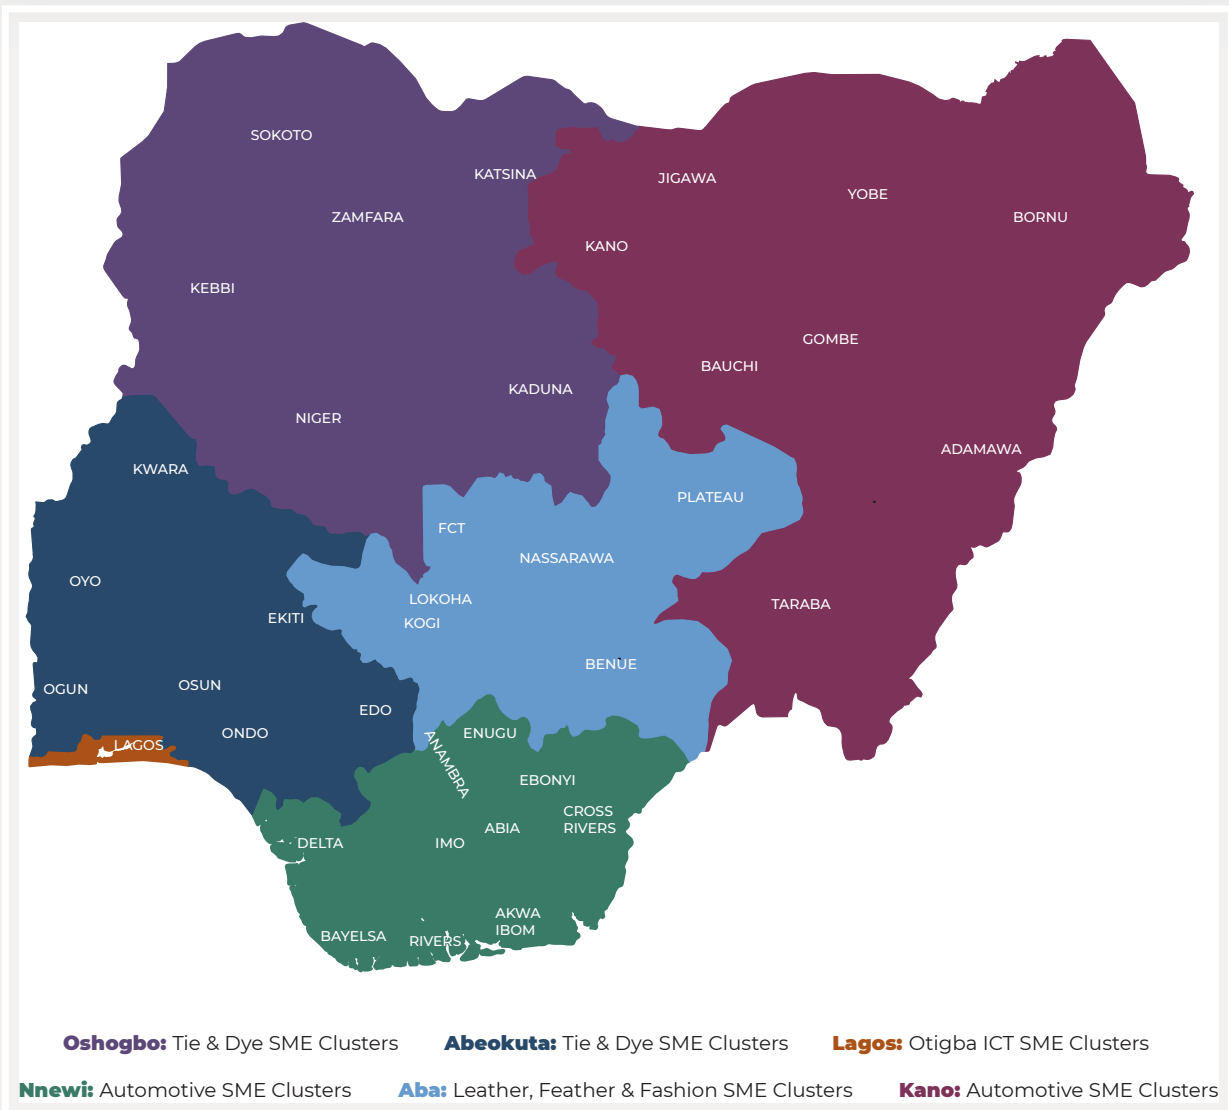 SOKOTO
KATSINA
JIGAWA
YOBE
ZAMFARA
BORNU
KANO
KEBBI
GOMBE
BAUCHI
KADUNA
NIGER
ADAMAWA
KWARA
PLATEAU
FCT
NASSARAWA
OYO
LOKOHA
TARABA
EKITI
KOGI
BENUE
OGUN
OSUN
EDO
ONDO
ENUGU
LAGOS
ANAMBRA
EBONYI
CROSS
RIVERS
ABIA
DELTA
IMO
AKWA
IBOM
BAYELSA
RIVERS
Oshogbo: Tie & Dye SME Clusters
Abeokuta: Tie & Dye SME Clusters
Lagos: Otigba ICT SME Clusters
Nnewi: Automotive SME Clusters
Aba: Leather, Feather & Fashion SME Clusters
Kano: Automotive SME Clusters